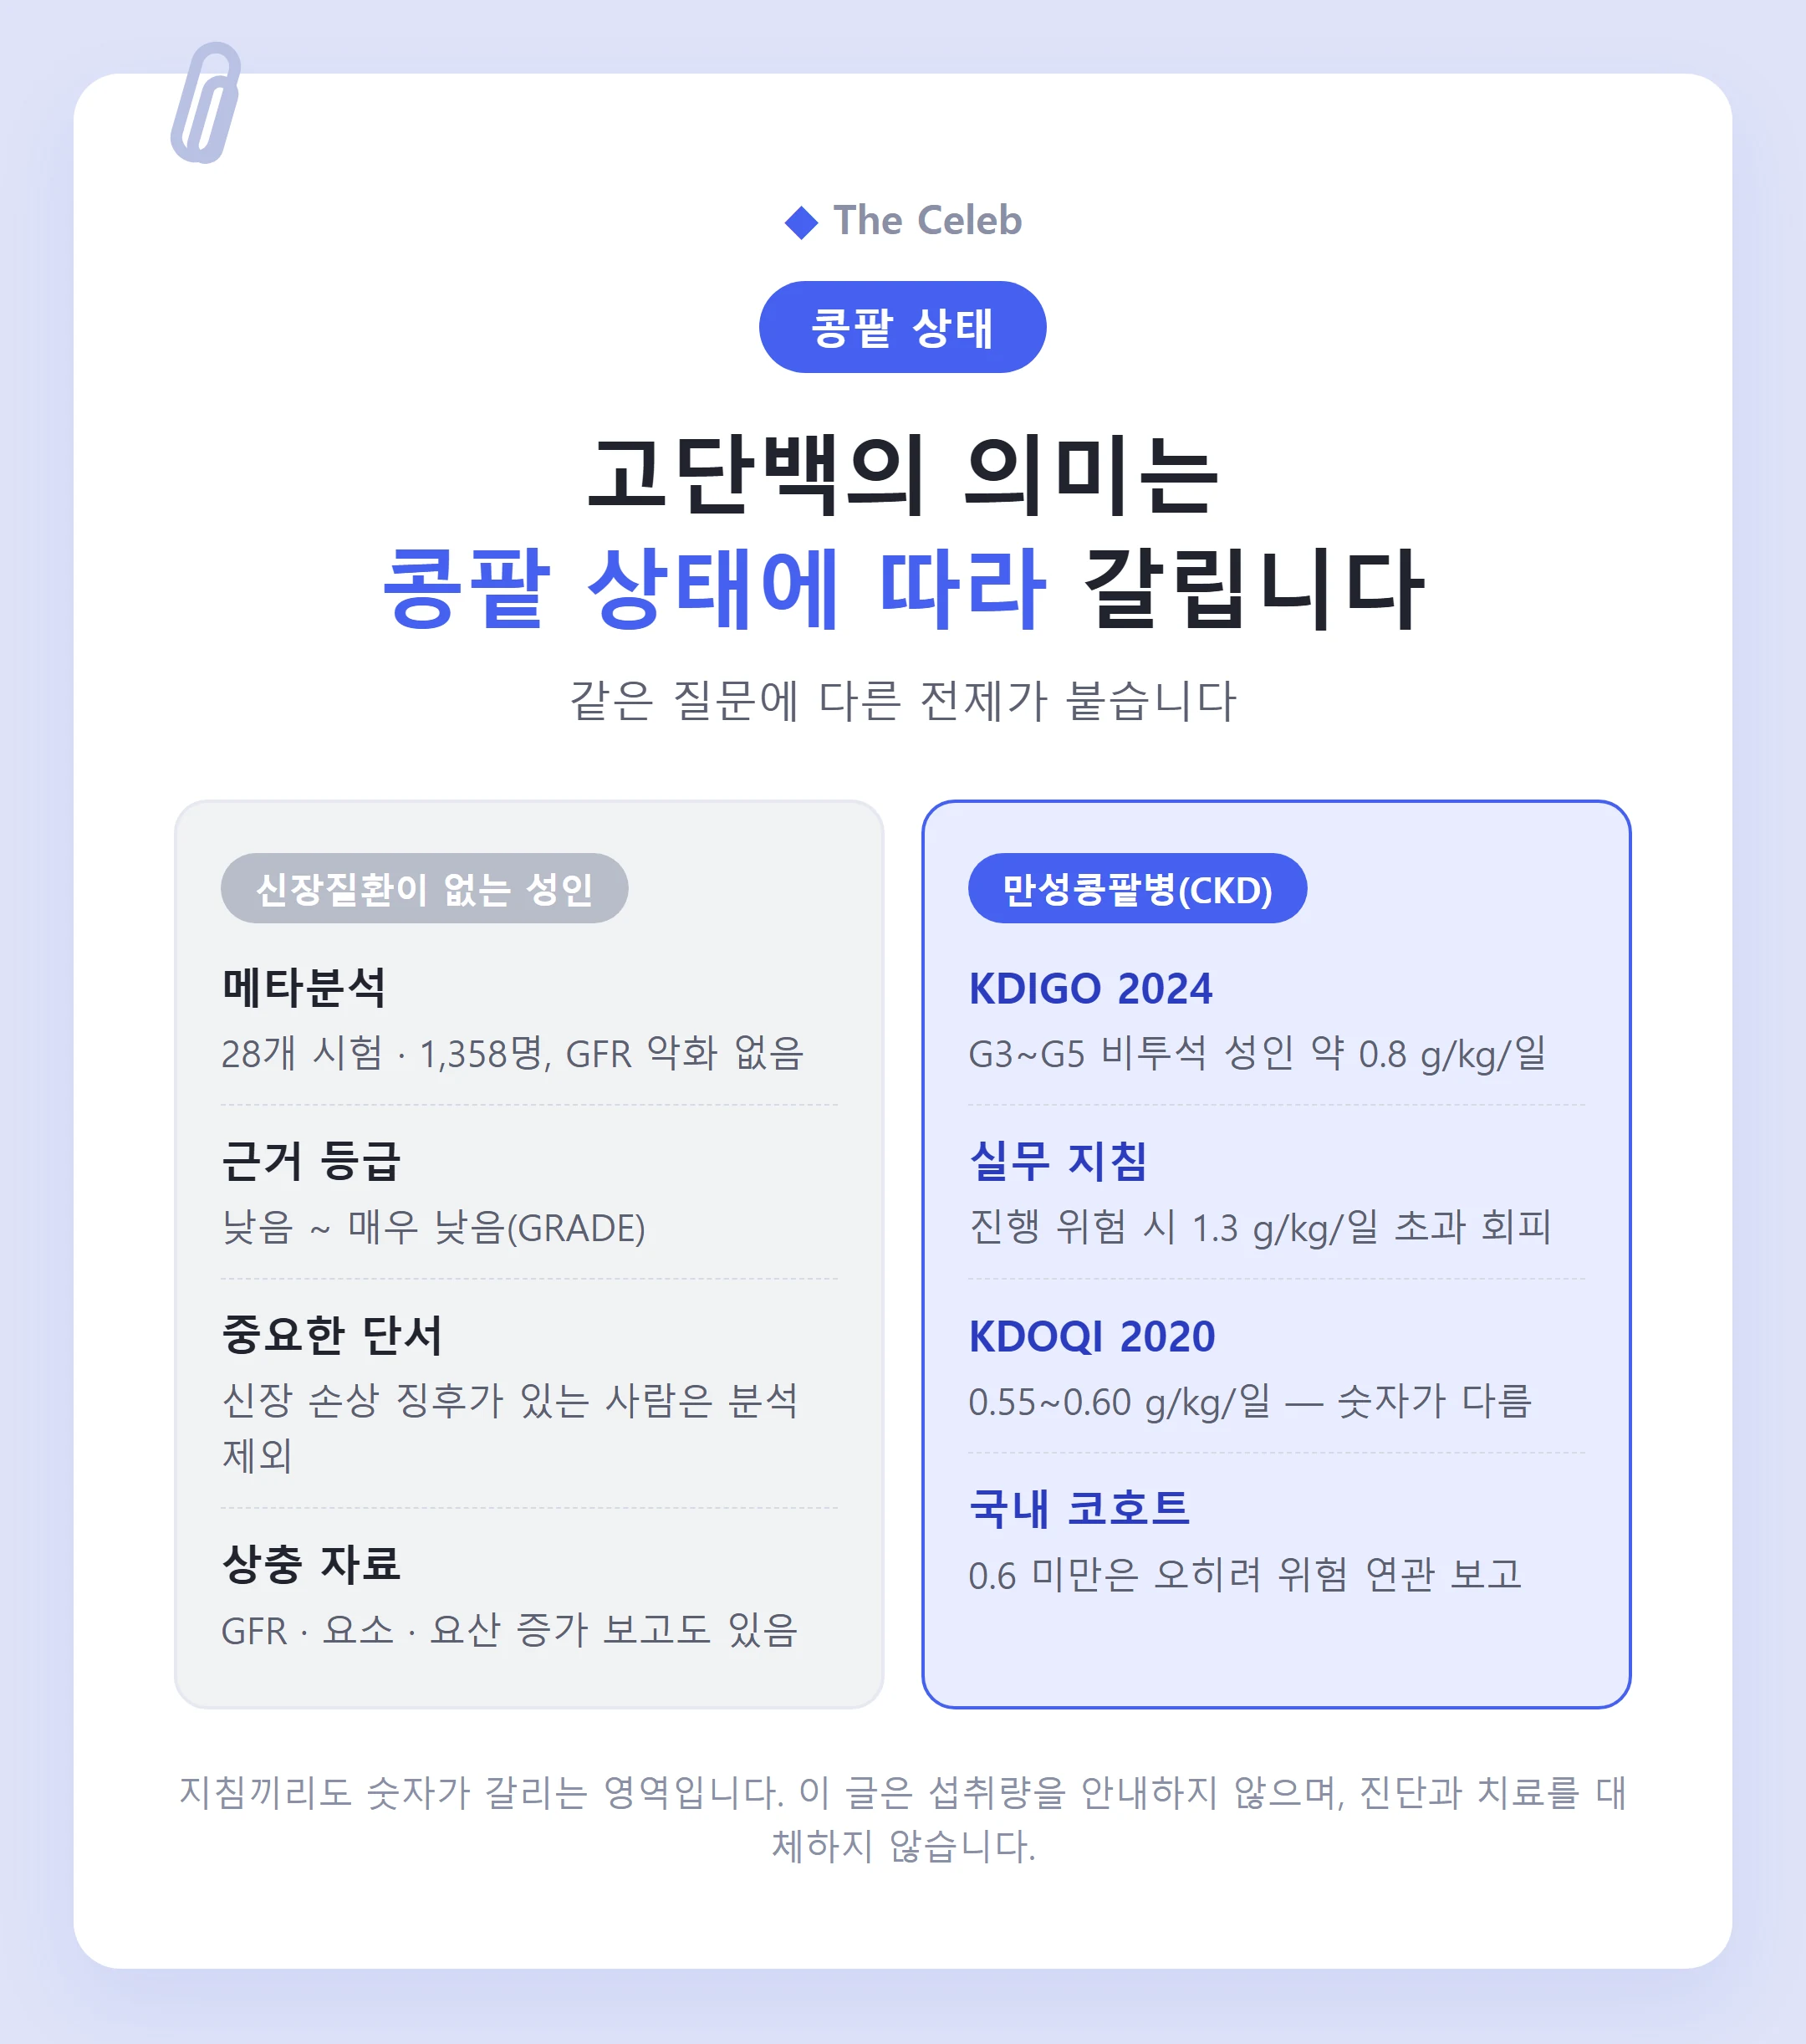 The Celeb
콩팥 상태
고단백의 의미는
콩팥 상태에 따라 갈립니다
같은 질문에 다른 전제가 붙습니다
신장질환이 없는 성인
메타분석
28개 시험 · 1,358명, GFR 악화 없음
근거 등급
낮음 ~ 매우 낮음(GRADE)
중요한 단서
신장 손상 징후가 있는 사람은 분석
제외
상충 자료
GFR · 요소 · 요산 증가 보고도 있음
만성콩팥병(CKD)
KDIGO 2024
G3~G5 비투석 성인 약 0.8 g/kg/일
실무 지침
진행 위험 시 1.3 g/kg/일 초과 회피
KDOQI 2020
0.55~0.60 g/kg/일 — 숫자가 다름
국내 코호트
0.6 미만은 오히려 위험 연관 보고
지침끼리도 숫자가 갈리는 영역입니다. 이 글은 섭취량을 안내하지 않으며, 진단과 치료를 대
체하지 않습니다.